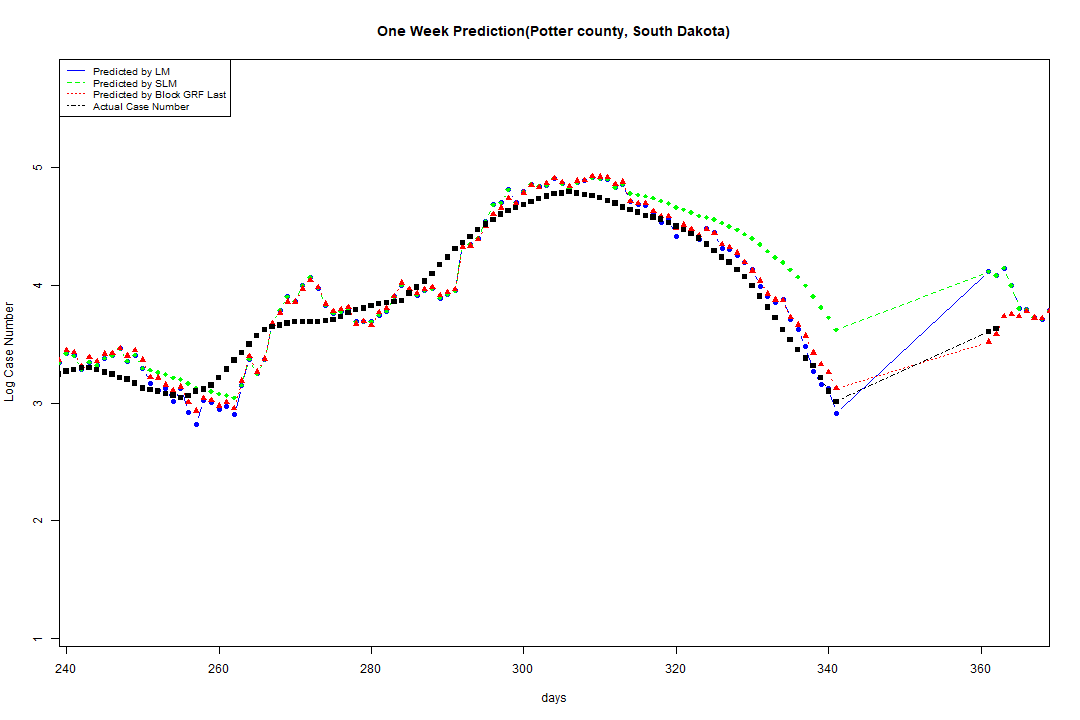 One Week Prediction(Potter county, South Dakota)
Predicted by LM
Predicted by SLM
Predicted by Block GRF Last
Actual Case Number
5
4
3
2
1
Log Case Number
240 260 280 300 320 340 360
days